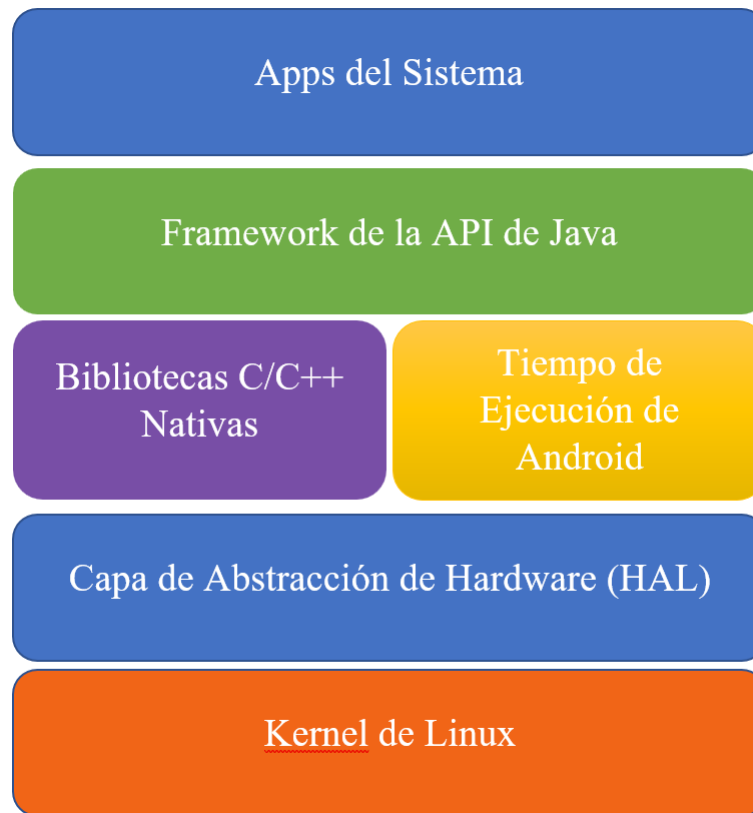 Apps del Sistema
Framework de la API de Java
Bibliotecas C/C++
Nativas
Tiempo de
Ejecución de
Android
Capa de Abstracción de Hardware (HAL)
Kernel de Linux